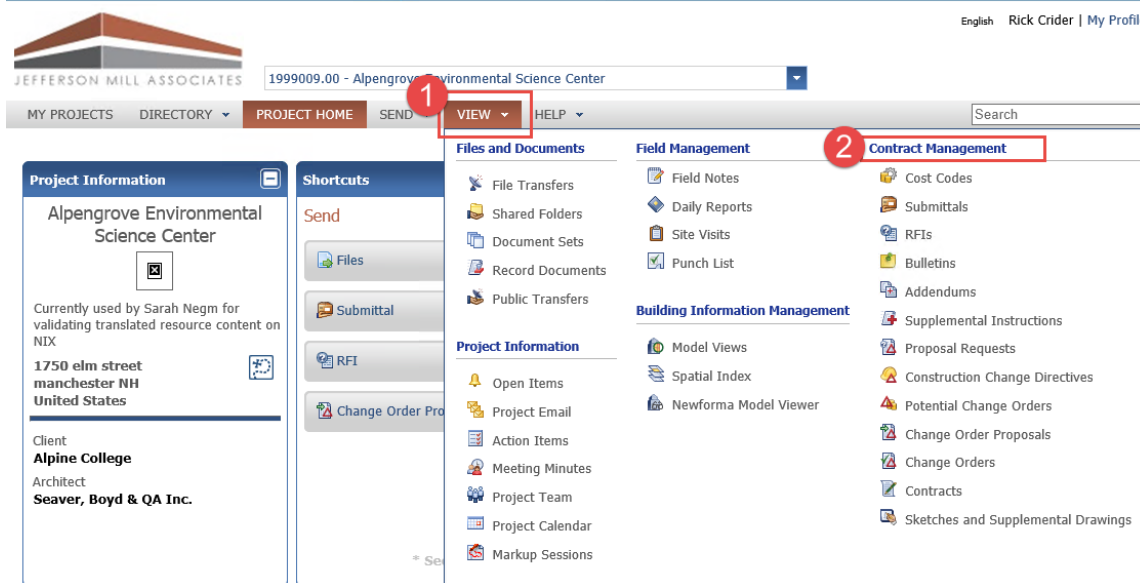 English Rick Crider | My Profil
JEFFERSON MILL ASSOCIATES
1999009.00 - Alpengrove Environmental Science Center
1
MY PROJECTS DIRECTORY PROJECT HOME SEND VIEW HELP Search
Project Information
Alpengrove Environmental
Science Center
Currently used by Sarah Negm for
validating translated resource content on
NIX
1750 elm street
manchester NH
United States
Client
Alpine College
Architect
Seaver, Boyd & QA Inc.
Shortcuts
Send
Files
Submittal
RFI
Change Order Pro
* Se
Files and Documents
File Transfers
Shared Folders
Document Sets
Record Documents
Public Transfers
Project Information
Open Items
Project Email
Action Items
Meeting Minutes
Project Team
Project Calendar
Markup Sessions
Field Management
Field Notes
Daily Reports
Site Visits
Punch List
Building Information Management
Model Views
Spatial Index
Newforma Model Viewer
2
Contract Management
Cost Codes
Submittals
RFIs
Bulletins
Addendums
Supplemental Instructions
Proposal Requests
Construction Change Directives
Potential Change Orders
Change Order Proposals
Change Orders
Contracts
Sketches and Supplemental Drawings